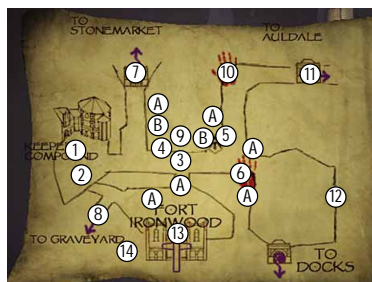 TO
STONEMARKET
TO
AULDALE
7
10
11
A
B
A
9
B
5
KEEPER
COMPOUND
1
4
3
A
2
6
A
A
A
8
FORT
IRONWOOD
12
TO GRAVEYARD
13
14
TO
DOCKS